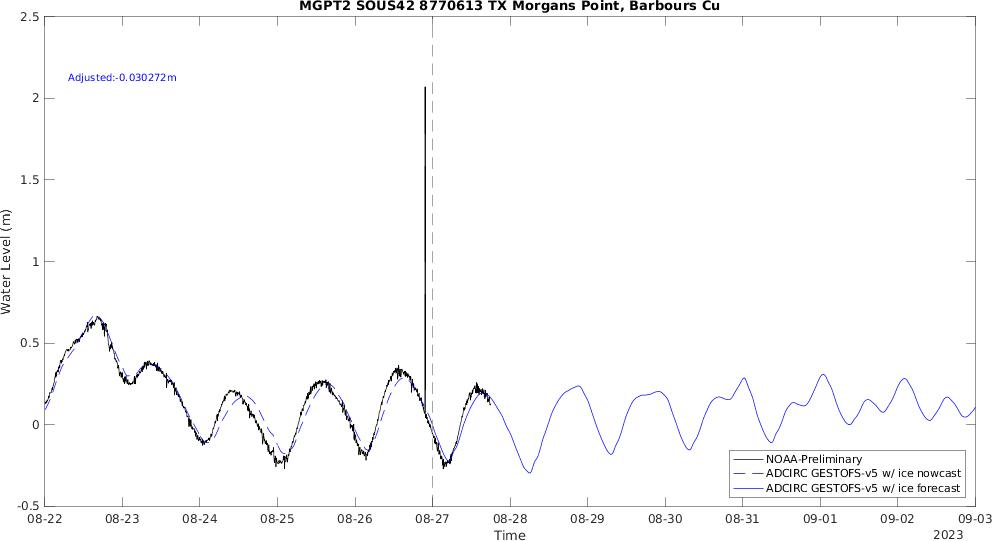 MGPT2 SOUS42 8770613 TX Morgans Point, Barbours Cu
2.5
Adjusted:-0.030272m
2
1.5
1
0.5
0
-0.5
Water Level (m)
NOAA-Preliminary
ADCIRC GESTOFS-v5 w/ ice nowcast
ADCIRC GESTOFS-v5 w/ ice forecast
08-22 08-23 08-24 08-25 08-26 08-27 08-28 08-29 08-30 08-31 09-01 09-02 09-03
Time
2023